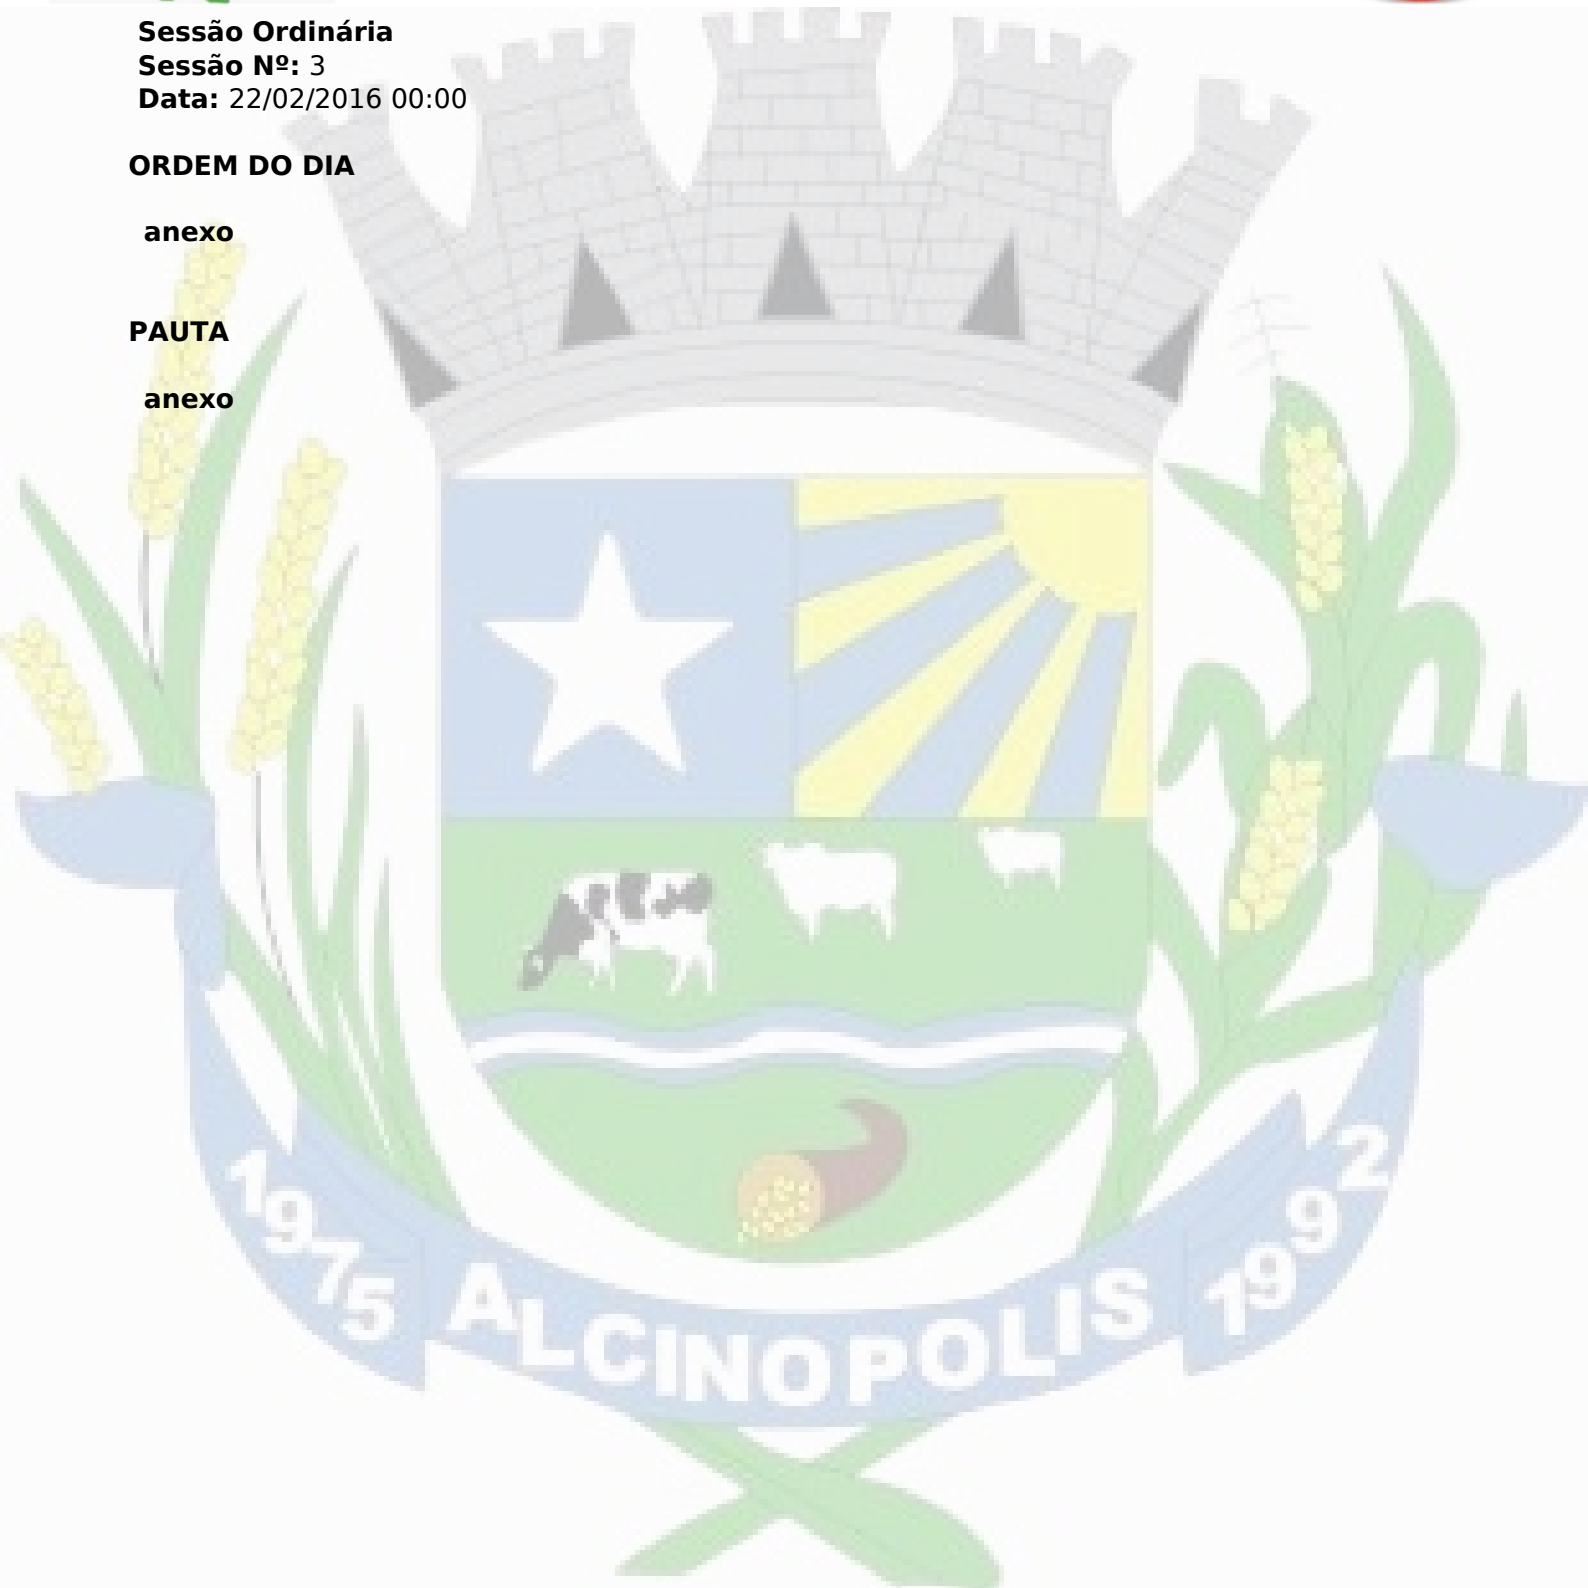 Sessão Ordinária
Sessão Nº: 3
Data: 22/02/2016 00:00
ORDEM DO DIA
anexo
PAUTA
anexo
1975 ALCINOPOLIS 1992